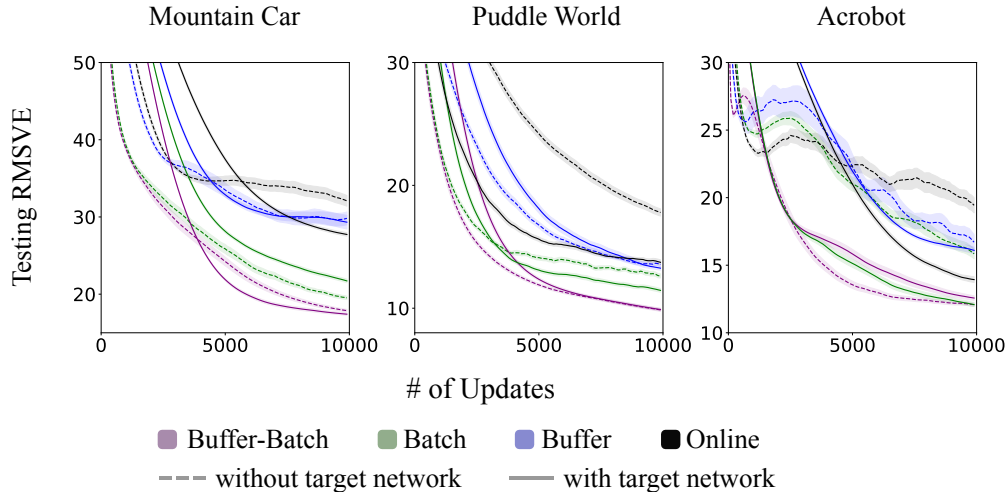 Mountain Car
Puddle World
Acrobot
Testing RMSVE
50
40
30
20
0
5000
10000
30
20
10
0
5000
10000
30
25
20
15
10
0
5000
10000
# of Updates
Buffer-Batch
Batch
Buffer
Online
without target network
with target network